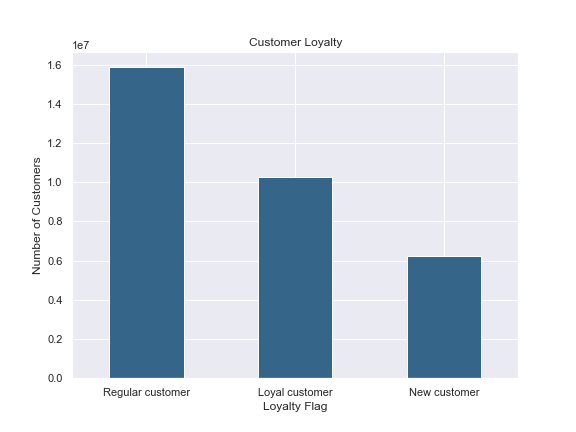 Customer Loyalty
1e7
1.6
1.4
1.2
1.0
0.8
0.6
0.4
0.2
0.0
Number of Customers
Regular customer Loyal customer New customer
Loyalty Flag